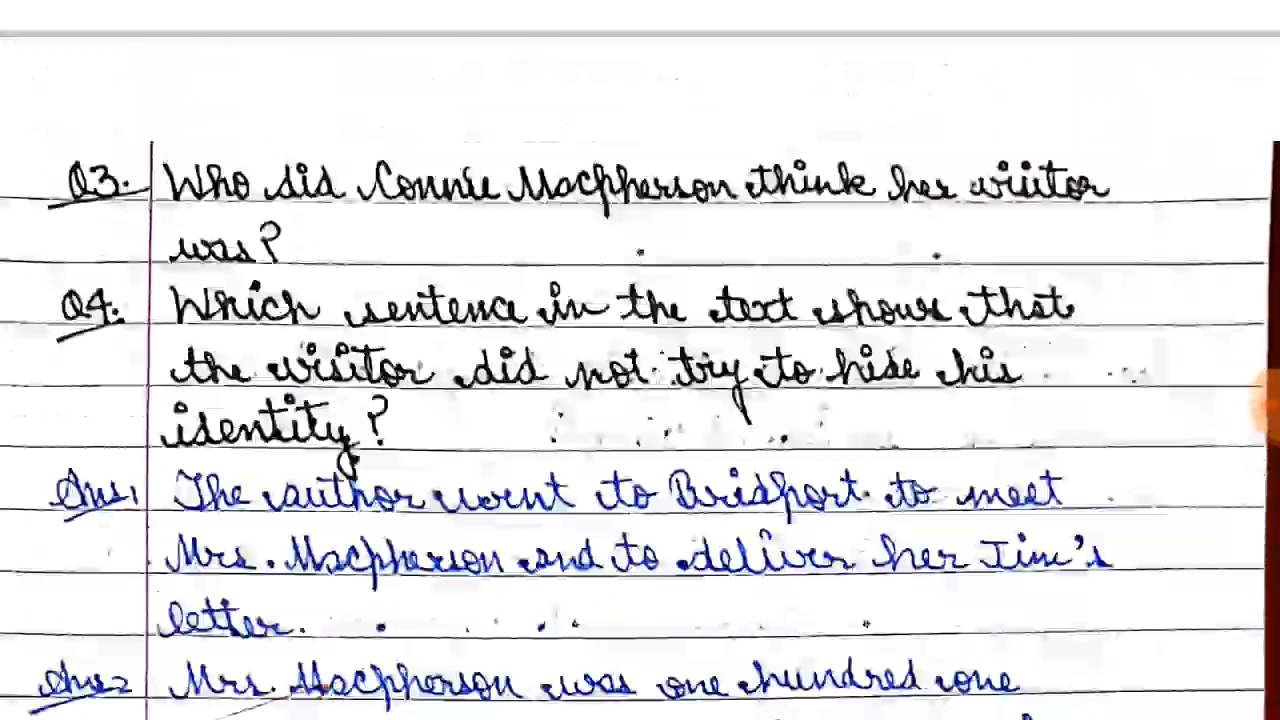 Q3. Who did Connie Macpherson think her visitor
was?
Q4. Which sentence in the text shows that
the visitor did not try to hide his
identity?
Ans1 The author went to Bridport to meet
Mrs. Macpherson and to deliver her Jim's
letter.
Ans2 Mrs. Macpherson was one hundred one